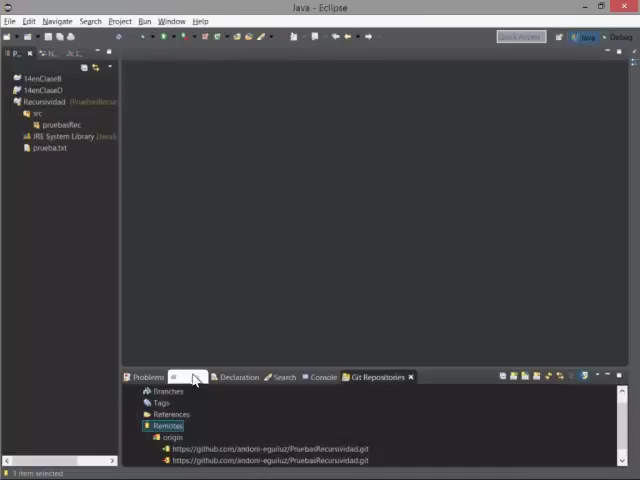 Java - Eclipse
File Edit Navigate Search Project Run Window Help
Quick Access Java Debug
P... N...
14enClaseB
14enClaseD
Recursividad
src
pruebasRec
JRE System Library
prueba.txt
Problems Declaration Search Console Git Repositories
Branches
Tags
References
Remotes
origin
https://github.com/andoni-eguiluz/PruebasRecursividad.git
https://github.com/andoni-eguiluz/PruebasRecursividad.git
1 item selected